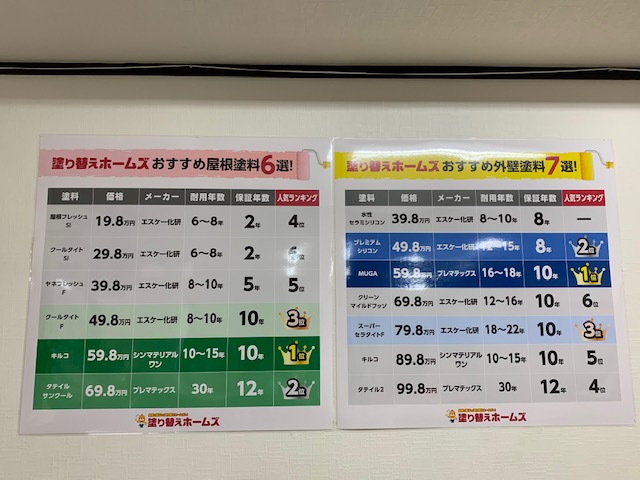 塗り替えホームズ おすすめ屋根塗料6選!
塗料 価格 メーカー 耐用年数 保証年数 人気ランキング
屋根フレッシュSi 19.8万円 エスケー化研 6〜8年 2年 4位
クールタイトSi 29.8万円 エスケー化研 6〜8年 2年 6位
ヤネフレッシュF 39.8万円 エスケー化研 8〜10年 5年 5位
クールタイトF 49.8万円 エスケー化研 8〜10年 10年 3位
キルコ 59.8万円 シンマテリアルワン 10〜15年 10年 1位
タテイルサンクール 69.8万円 プレマテックス 30年 12年 2位
塗り替えホームズ
塗り替えホームズ おすすめ外壁塗料7選!
塗料 価格 メーカー 耐用年数 保証年数 人気ランキング
水性セラミシリコン 39.8万円 エスケー化研 8〜10年 8年 ―
プレミアムシリコン 49.8万円 エスケー化研 12〜15年 8年 2位
MUGA 59.8万円 プレマテックス 16〜18年 10年 1位
クリーンマイルドフッソ 69.8万円 エスケー化研 12〜16年 10年 6位
スーパーセラタイトF 79.8万円 エスケー化研 18〜22年 10年 3位
キルコ 89.8万円 シンマテリアルワン 10〜15年 10年 5位
タテイル2 99.8万円 プレマテックス 30年 12年 4位
塗り替えホームズ